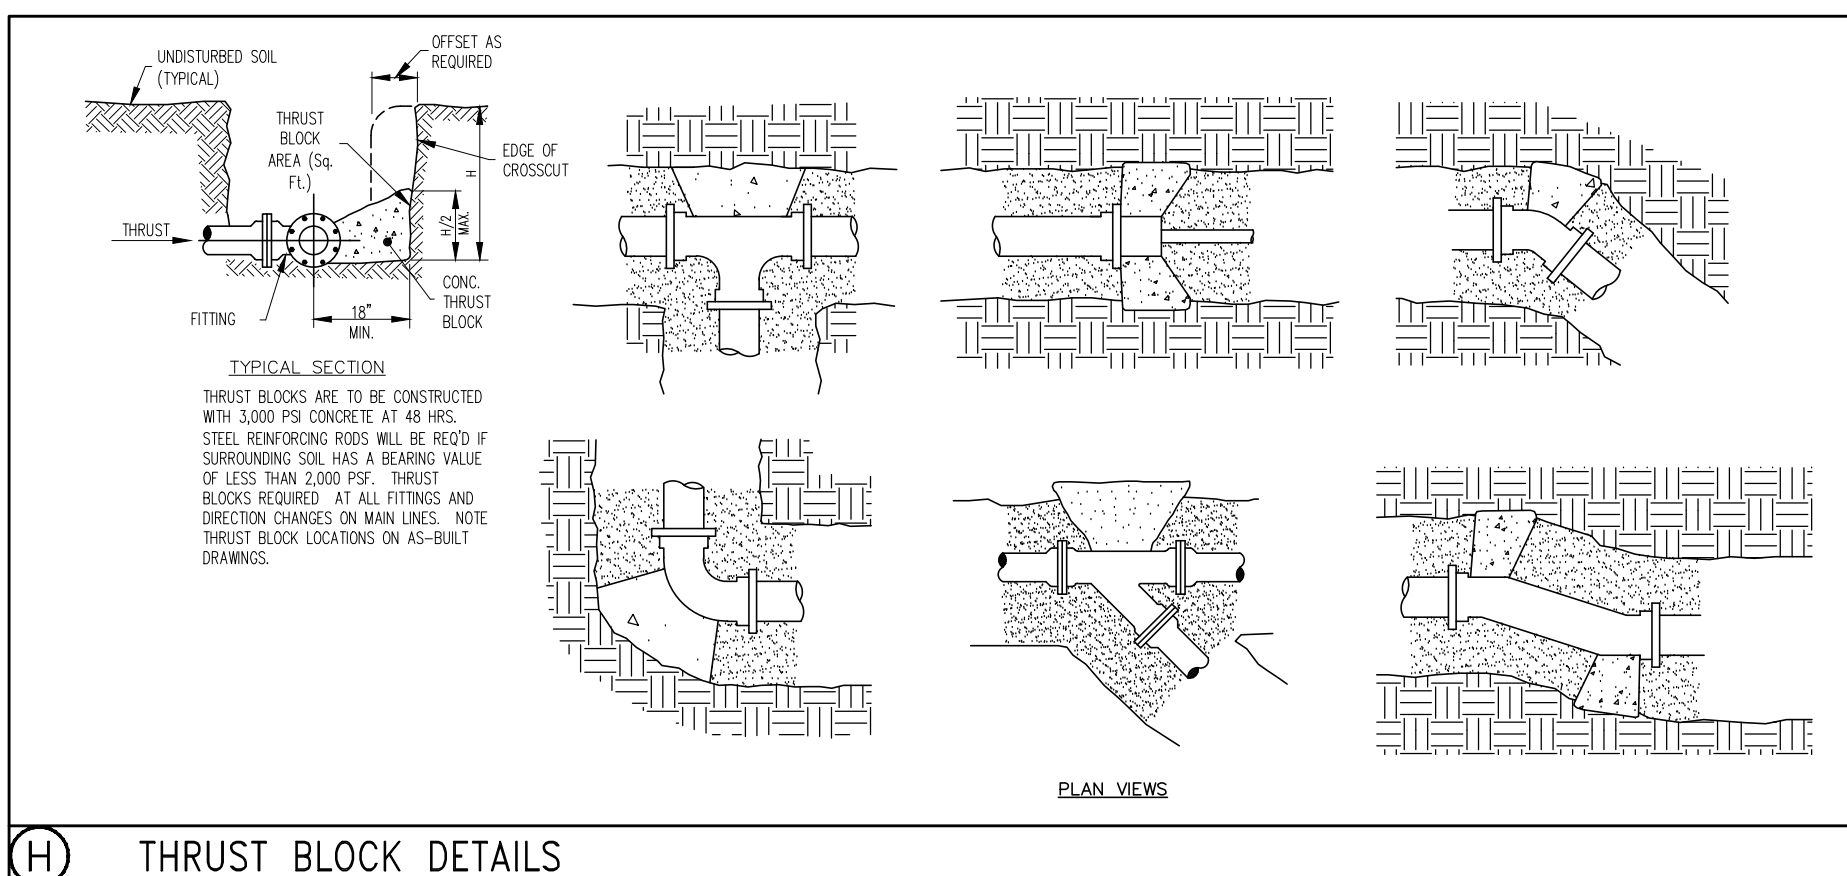 OFFSET AS
REQUIRED
UNDISTURBED SOIL
(TYPICAL)
THRUST
BLOCK
AREA (Sq.
Ft.)
EDGE OF
CROSSCUT
H
H/2
MAX.
THRUST
CONC.
THRUST
BLOCK
FITTING
18"
MIN.
TYPICAL SECTION
THRUST BLOCKS ARE TO BE CONSTRUCTED
WITH 3,000 PSI CONCRETE AT 48 HRS.
STEEL REINFORCING RODS WILL BE REQ'D IF
SURROUNDING SOIL HAS A BEARING VALUE
OF LESS THAN 2,000 PSF. THRUST
BLOCKS REQUIRED AT ALL FITTINGS AND
DIRECTION CHANGES ON MAIN LINES. NOTE
THRUST BLOCK LOCATIONS ON AS-BUILT
DRAWINGS.
PLAN VIEWS
H
THRUST BLOCK DETAILS